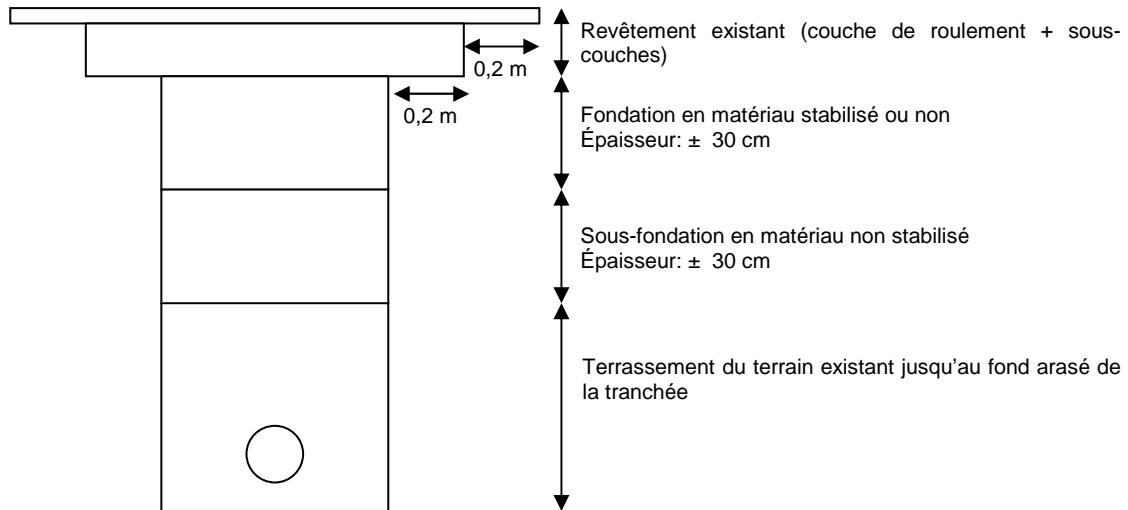 Revêtement existant (couche de roulement + sous-
couches)
0,2 m
0,2 m
Fondation en matériau stabilisé ou non
Épaisseur: ± 30 cm
Sous-fondation en matériau non stabilisé
Épaisseur: ± 30 cm
Terrassement du terrain existant jusqu'au fond arasé de
la tranchée